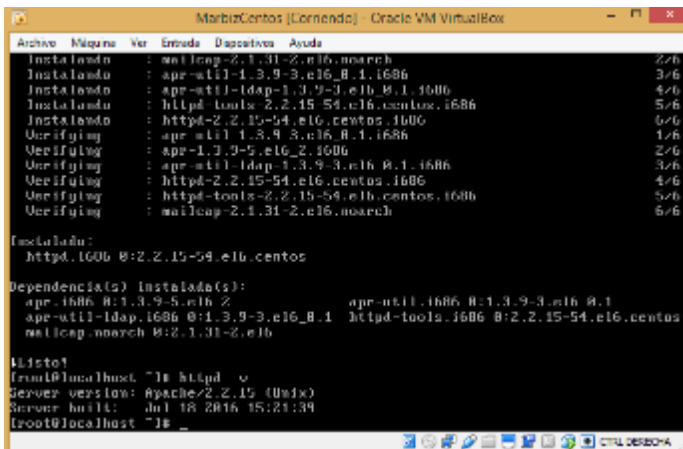 MarbizCentos [Corriendo] - Oracle VM VirtualBox
Archivo Máquina Ver Entrada Dispositivos Ayuda
Instalando : mailcap-2.1.31-2.el6.noarch 2/6
Instalando : apr-util-1.3.9-3.el6_0.1.i686 3/6
Instalando : apr-util-ldap-1.3.9-3.el6_0.1.i686 4/6
Instalando : httpd-tools-2.2.15-54.el6.centos.i686 5/6
Instalando : httpd-2.2.15-54.el6.centos.i686 6/6
Verifying : apr-util-1.3.9-3.el6_0.1.i686 1/6
Verifying : apr-1.3.9-5.el6_2.i686 2/6
Verifying : apr-util-ldap-1.3.9-3.el6_0.1.i686 3/6
Verifying : httpd-2.2.15-54.el6.centos.i686 4/6
Verifying : httpd-tools-2.2.15-54.el6.centos.i686 5/6
Verifying : mailcap-2.1.31-2.el6.noarch 6/6
Instalado:
httpd.i686 0:2.2.15-54.el6.centos
Dependencia(s) instalada(s):
apr.i686 0:1.3.9-5.el6_2 apr-util.i686 0:1.3.9-3.el6_0.1
apr-util-ldap.i686 0:1.3.9-3.el6_0.1 httpd-tools.i686 0:2.2.15-54.el6.centos
mailcap.noarch 0:2.1.31-2.el6
¡Listo!
[root@localhost ~]# httpd -v
Server version: Apache/2.2.15 (Unix)
Server built: Jul 18 2016 15:21:39
[root@localhost ~]# _
CTRL DERECHA